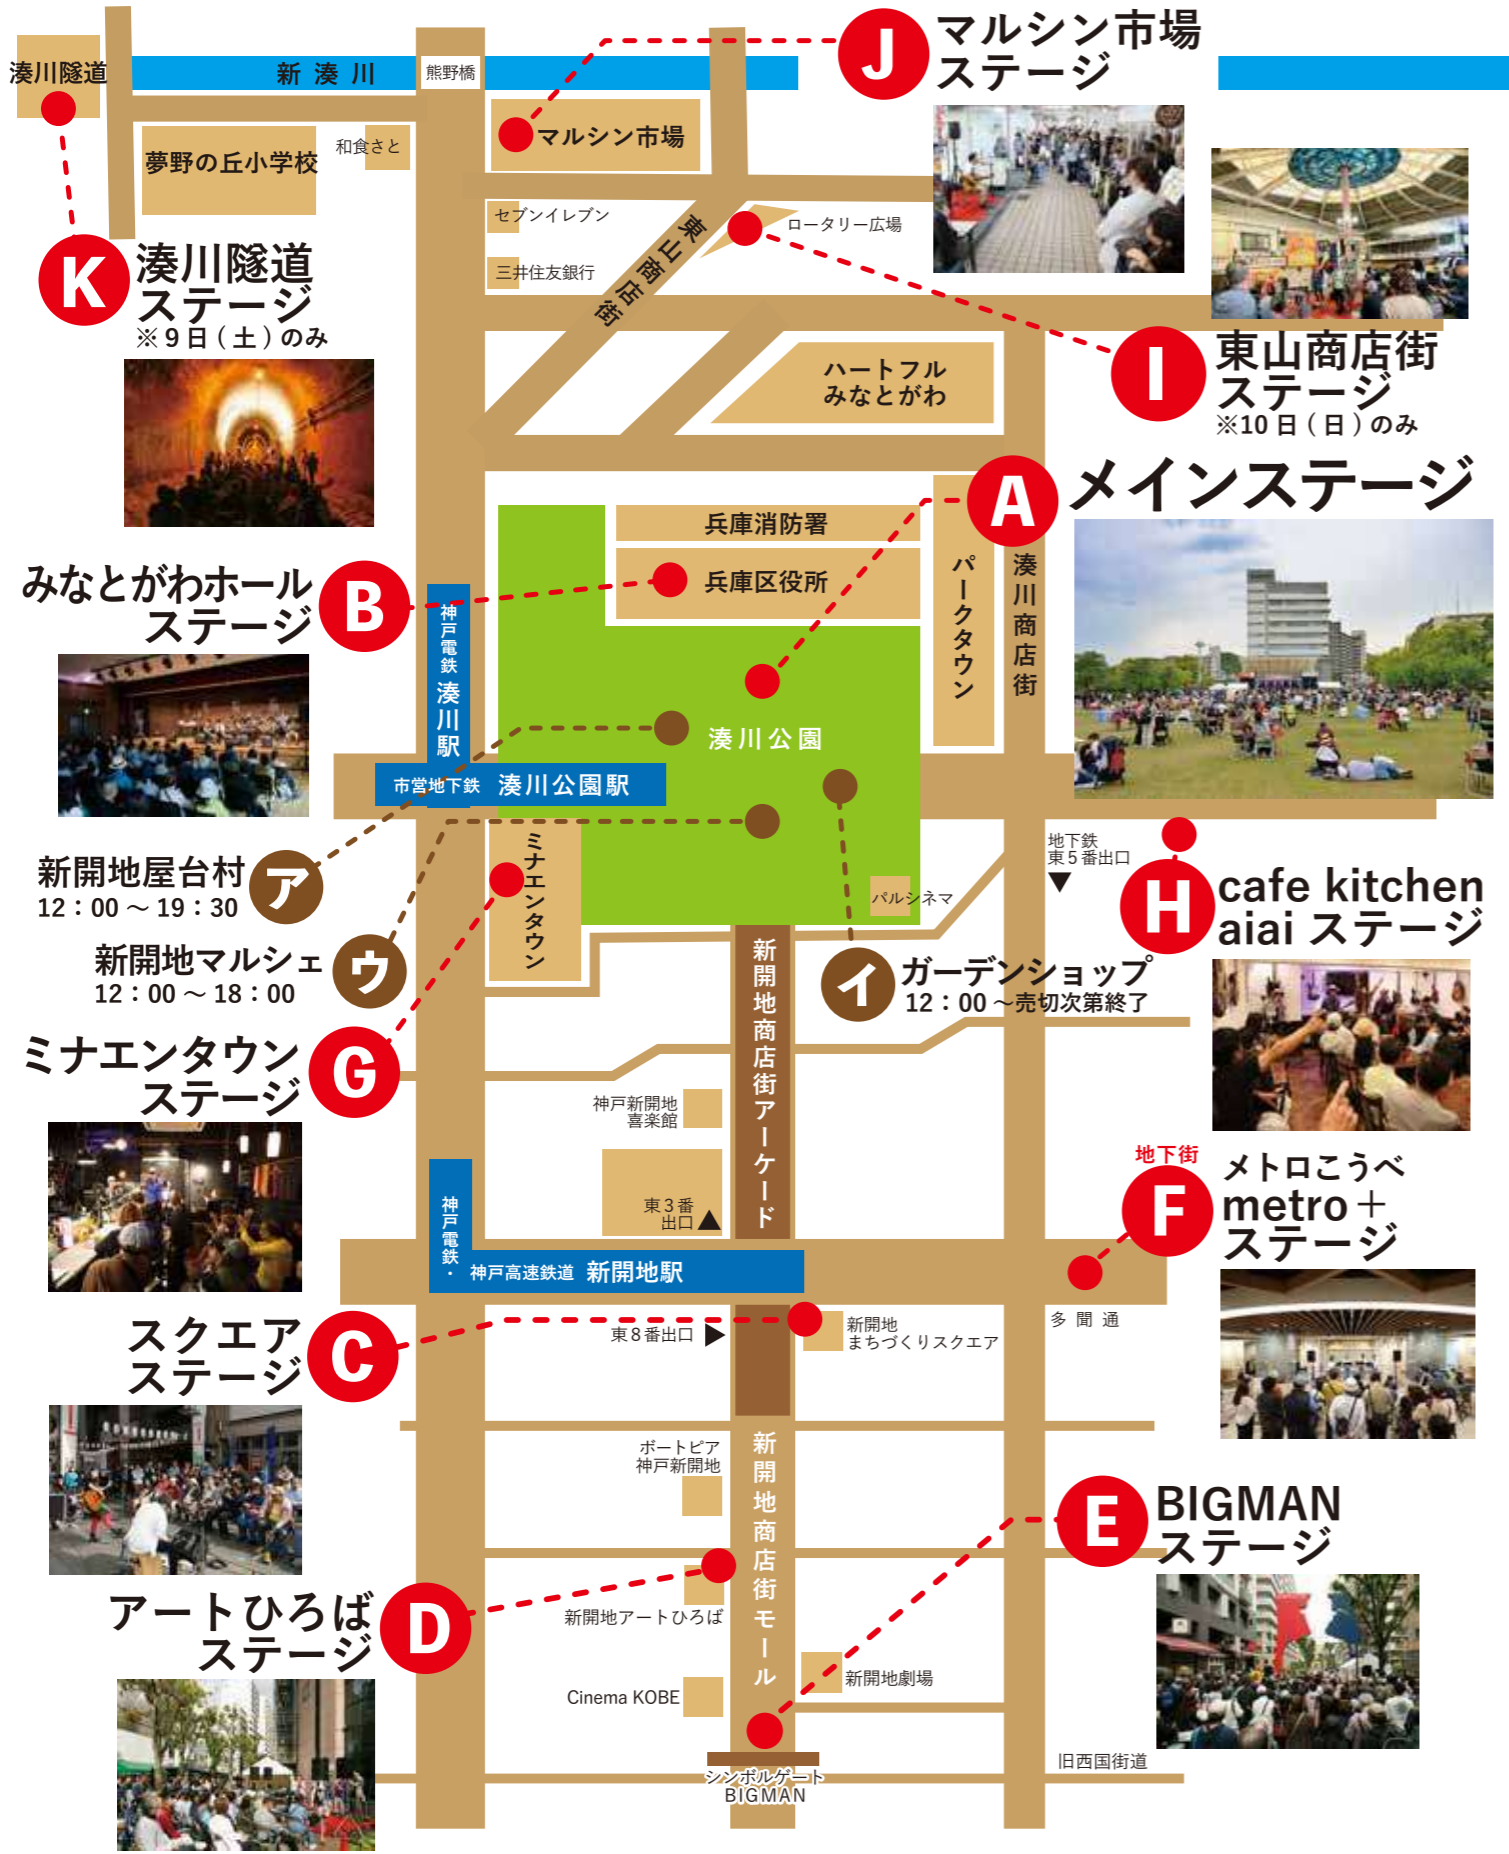 湊川隧道
新湊川
熊野橋
J
マルシン市場
ステージ
マルシン市場
夢野の丘小学校
和食さと
セブンイレブン
三井住友銀行
東山商店街
ロータリー広場
K
湊川隧道
ステージ
※9日(土)のみ
ハートフル
みなとがわ
I
東山商店街
ステージ
※10日(日)のみ
A
メインステージ
兵庫消防署
兵庫区役所
パークタウン
湊川商店街
みなとがわホール
ステージ
B
神戸電鉄 湊川駅
湊川公園
市営地下鉄 湊川公園駅
新開地屋台村
12:00～19:30
ア
新開地マルシェ
12:00～18:00
ウ
ミナエンタウン
パルシネマ
地下鉄
東5番出口
▼
H
cafe kitchen
aiai ステージ
イ
ガーデンショップ
12:00～売切次第終了
新開地商店街アーケード
ミナエンタウン
ステージ
G
神戸新開地
喜楽館
東3番
出口▲
地下街
F
メトロこうべ
metro＋
ステージ
神戸電鉄・
神戸高速鉄道 新開地駅
多聞通
スクエア
ステージ
C
東8番出口 ▶
新開地
まちづくりスクエア
ボートピア
神戸新開地
新開地商店街モール
E
BIGMAN
ステージ
アートひろば
ステージ
D
新開地アートひろば
新開地劇場
Cinema KOBE
シンボルゲート
BIGMAN
旧西国街道